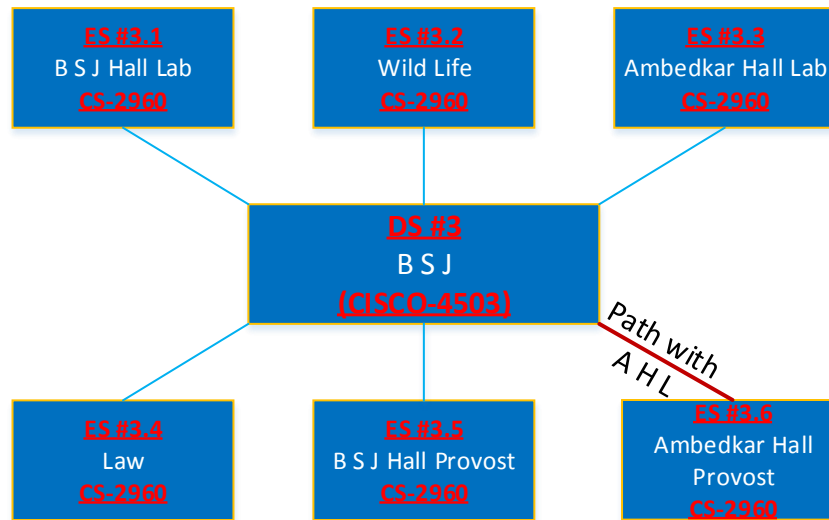 ES #3.1
B S J Hall Lab
CS-2960
ES #3.2
Wild Life
CS-2960
ES #3.3
Ambedkar Hall Lab
CS-2960
DS #3
B S J
(CISCO-4503)
Path with
A H L
ES #3.4
Law
CS-2960
ES #3.5
B S J Hall Provost
CS-2960
ES #3.6
Ambedkar Hall
Provost
CS-2960